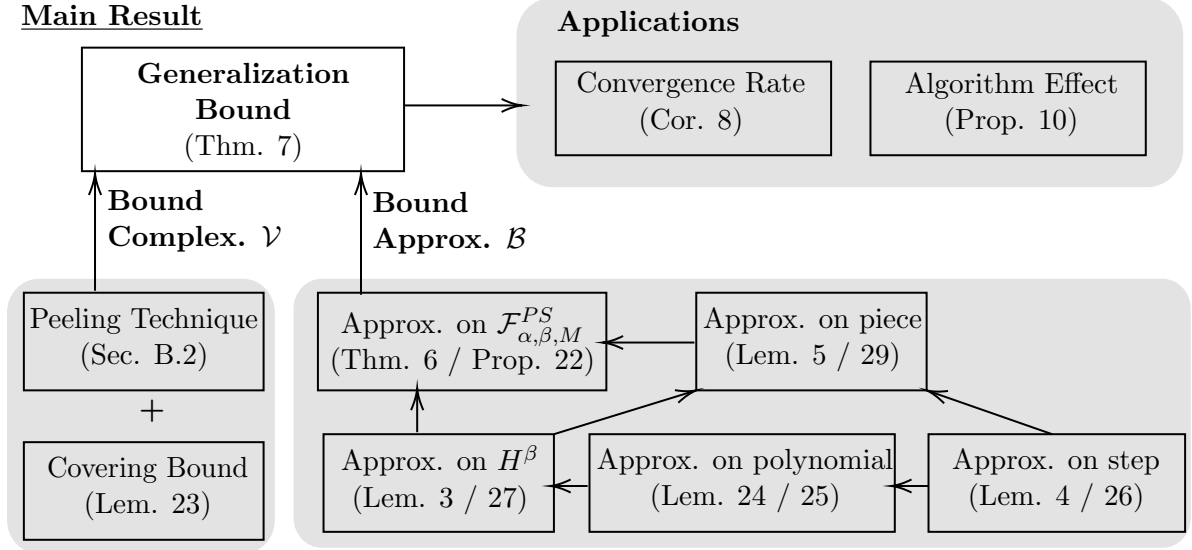 Main Result
Generalization
Bound
(Thm. 7)
Applications
Convergence Rate
(Cor. 8)
Algorithm Effect
(Prop. 10)
Bound
Complex. 𝒱
Bound
Approx. ℬ
Peeling Technique
(Sec. B.2)
+
Covering Bound
(Lem. 23)
Approx. on ℱ^{PS}_{α,β,M}
(Thm. 6 / Prop. 22)
Approx. on piece
(Lem. 5 / 29)
Approx. on H^β
(Lem. 3 / 27)
Approx. on polynomial
(Lem. 24 / 25)
Approx. on step
(Lem. 4 / 26)